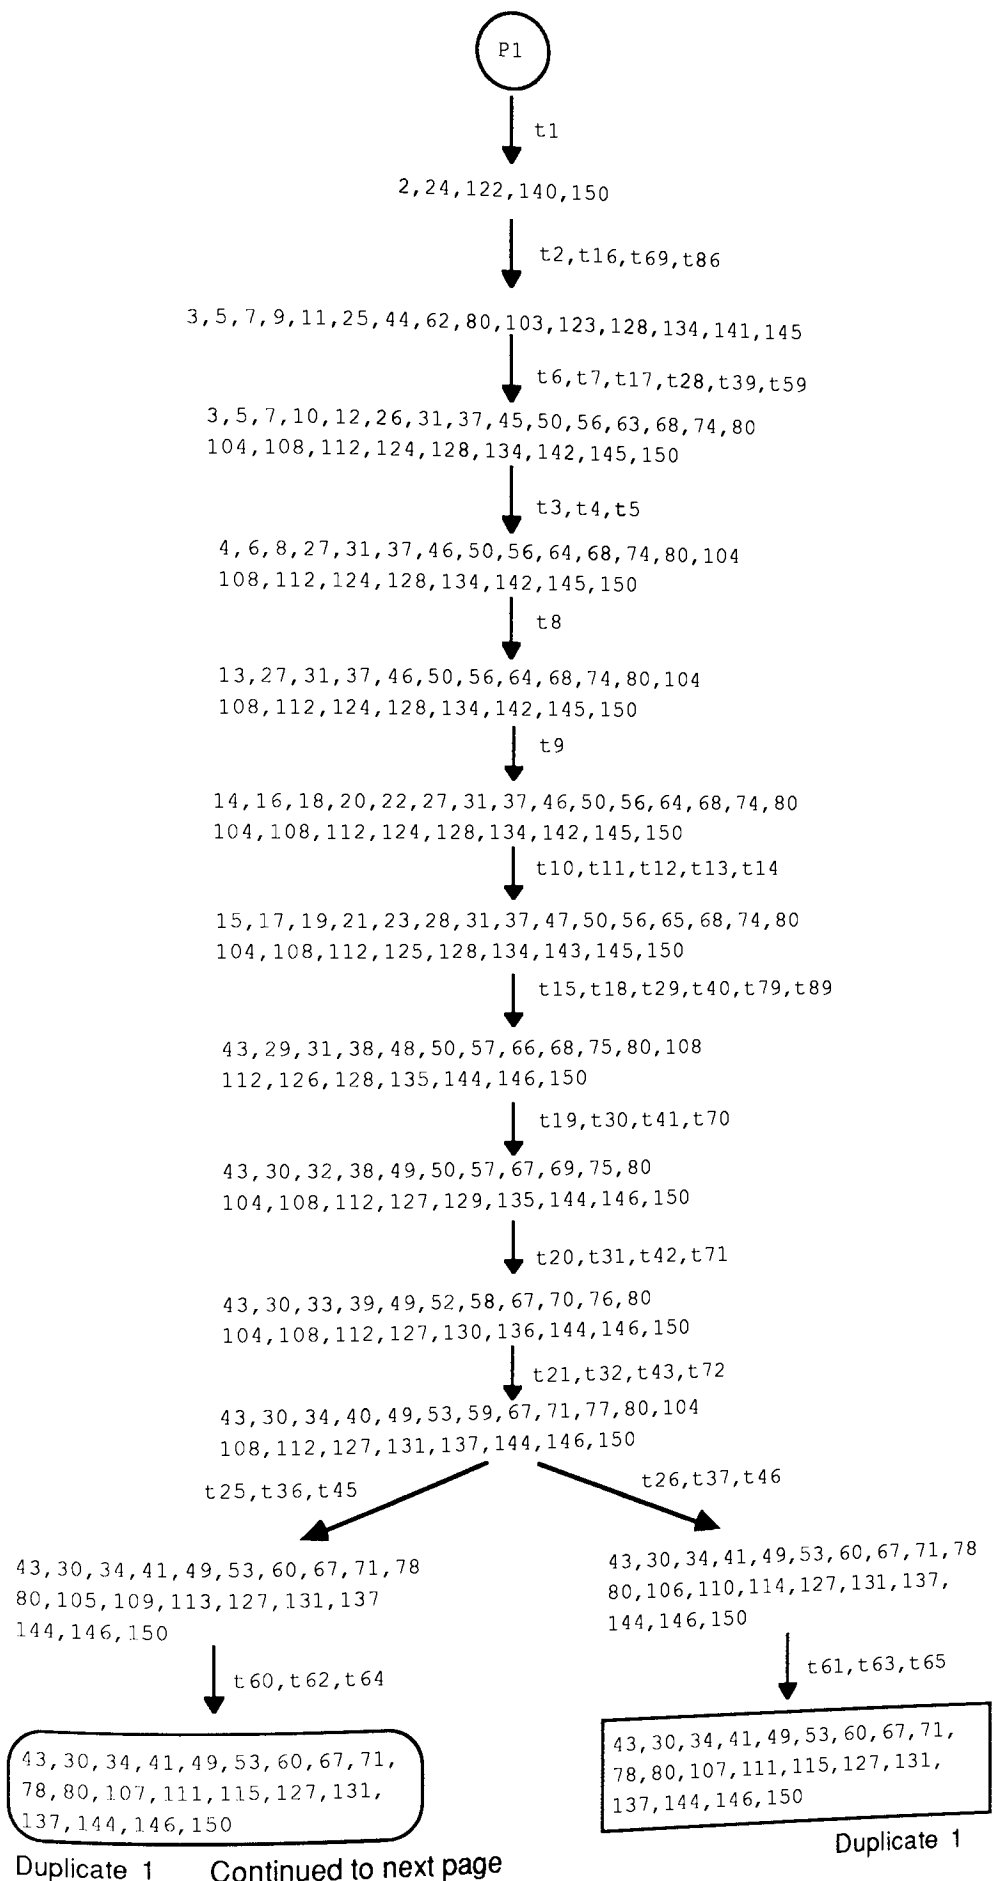 P1
t1
2,24,122,140,150
t2,t16,t69,t86
3,5,7,9,11,25,44,62,80,103,123,128,134,141,145
t6,t7,t17,t28,t39,t59
3,5,7,10,12,26,31,37,45,50,56,63,68,74,80
104,108,112,124,128,134,142,145,150
t3,t4,t5
4,6,8,27,31,37,46,50,56,64,68,74,80,104
108,112,124,128,134,142,145,150
t8
13,27,31,37,46,50,56,64,68,74,80,104
108,112,124,128,134,142,145,150
t9
14,16,18,20,22,27,31,37,46,50,56,64,68,74,80
104,108,112,124,128,134,142,145,150
t10,t11,t12,t13,t14
15,17,19,21,23,28,31,37,47,50,56,65,68,74,80
104,108,112,125,128,134,143,145,150
t15,t18,t29,t40,t79,t89
43,29,31,38,48,50,57,66,68,75,80,108
112,126,128,135,144,146,150
t19,t30,t41,t70
43,30,32,38,49,50,57,67,69,75,80
104,108,112,127,129,135,144,146,150
t20,t31,t42,t71
43,30,33,39,49,52,58,67,70,76,80
104,108,112,127,130,136,144,146,150
t21,t32,t43,t72
43,30,34,40,49,53,59,67,71,77,80,104
108,112,127,131,137,144,146,150
t25,t36,t45
t26,t37,t46
43,30,34,41,49,53,60,67,71,78
80,105,109,113,127,131,137
144,146,150
43,30,34,41,49,53,60,67,71,78
80,106,110,114,127,131,137,
144,146,150
t60,t62,t64
t61,t63,t65
43,30,34,41,49,53,60,67,71,
78,80,107,111,115,127,131,
137,144,146,150
43,30,34,41,49,53,60,67,71,
78,80,107,111,115,127,131,
137,144,146,150
Duplicate 1
Continued to next page
Duplicate 1